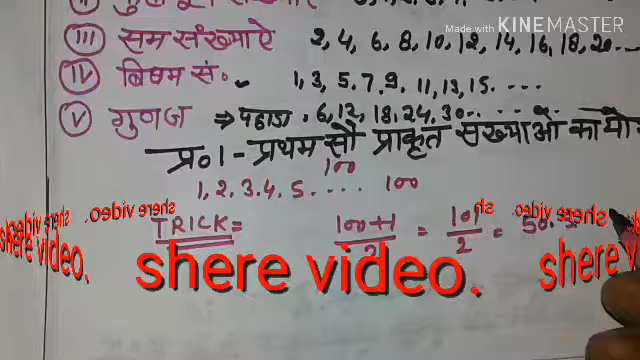 Made with KINEMASTER
III सम संख्याऐ 2, 4, 6, 8, 10, 12, 14, 16, 18, 20.....
IV बिषम सं. 1, 3, 5, 7, 9, 11, 13, 15. ...
V गुणज ⇒ पहाडा . 6, 12, 18, 24, 30.......
प्र०1- प्रथम सौ प्राकृत संख्याओ का यो
100
1, 2, 3, 4, 5. .... 100
shere video. shere video. shere video.
TRICK= 100+1/2 = 101/2 = 50.
shere video. shere video. shere